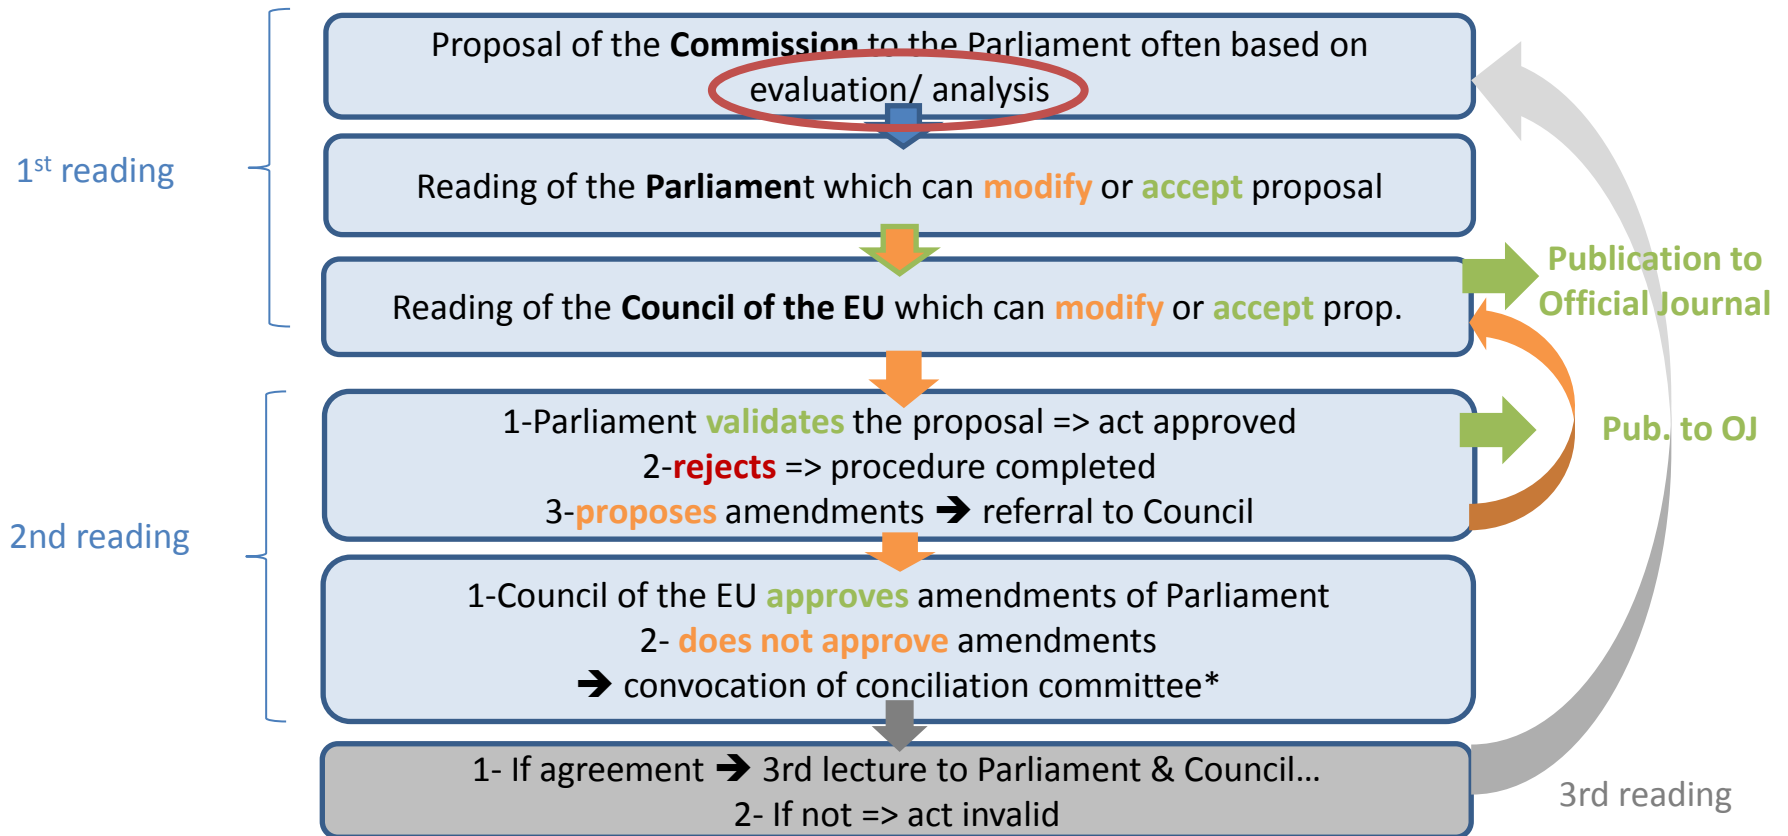 Proposal of the Commission to the Parliament often based on
evaluation/ analysis
1st reading
Reading of the Parliament which can modify or accept proposal
Publication to
Official Journal
Reading of the Council of the EU which can modify or accept prop.
1-Parliament validates the proposal => act approved
2-rejects => procedure completed
3-proposes amendments ➔ referral to Council
Pub. to OJ
2nd reading
1-Council of the EU approves amendments of Parliament
2- does not approve amendments
➔ convocation of conciliation committee*
1- If agreement ➔ 3rd lecture to Parliament & Council...
2- If not => act invalid
3rd reading